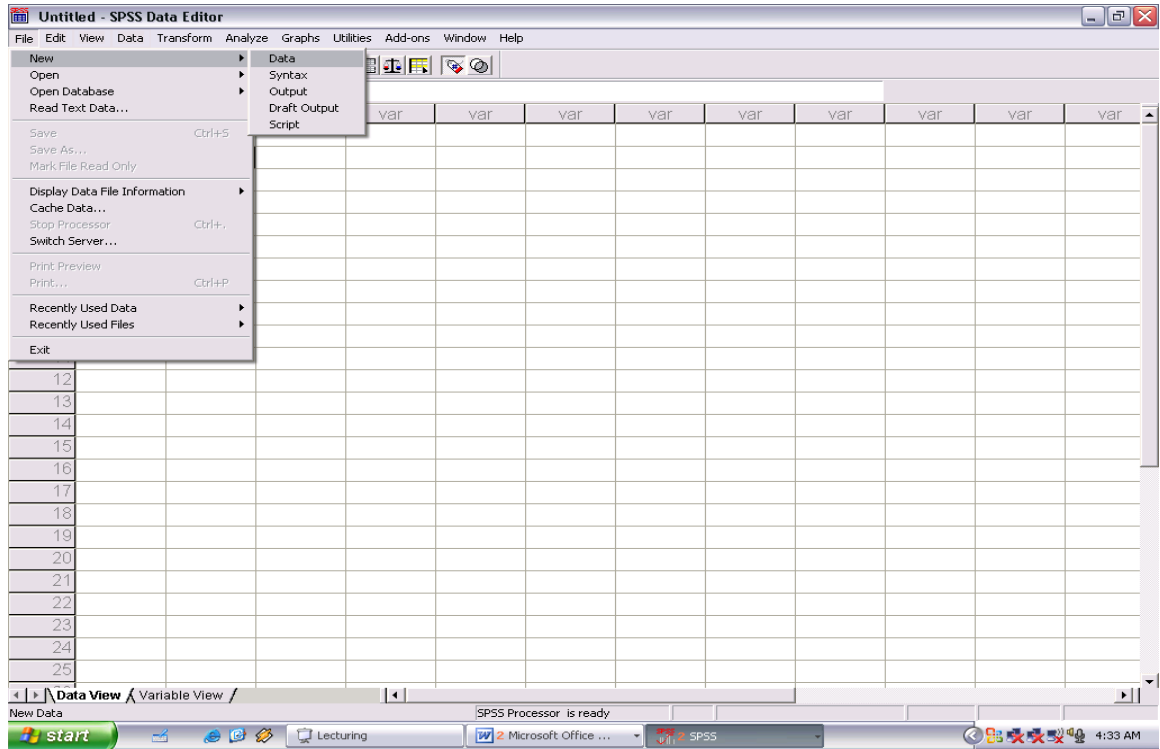 Untitled - SPSS Data Editor
File Edit View Data Transform Analyze Graphs Utilities Add-ons Window Help
New
Open
Open Database
Read Text Data...
Save Ctrl+S
Save As...
Mark File Read Only
Display Data File Information
Cache Data...
Stop Processor Ctrl+.
Switch Server...
Print Preview
Print... Ctrl+P
Recently Used Data
Recently Used Files
Exit
Data
Syntax
Output
Draft Output
Script
var var var var var var var var var
12
13
14
15
16
17
18
19
20
21
22
23
24
25
Data View Variable View
New Data SPSS Processor is ready
start Lecturing 2 Microsoft Office ... 2 SPSS 4:33 AM